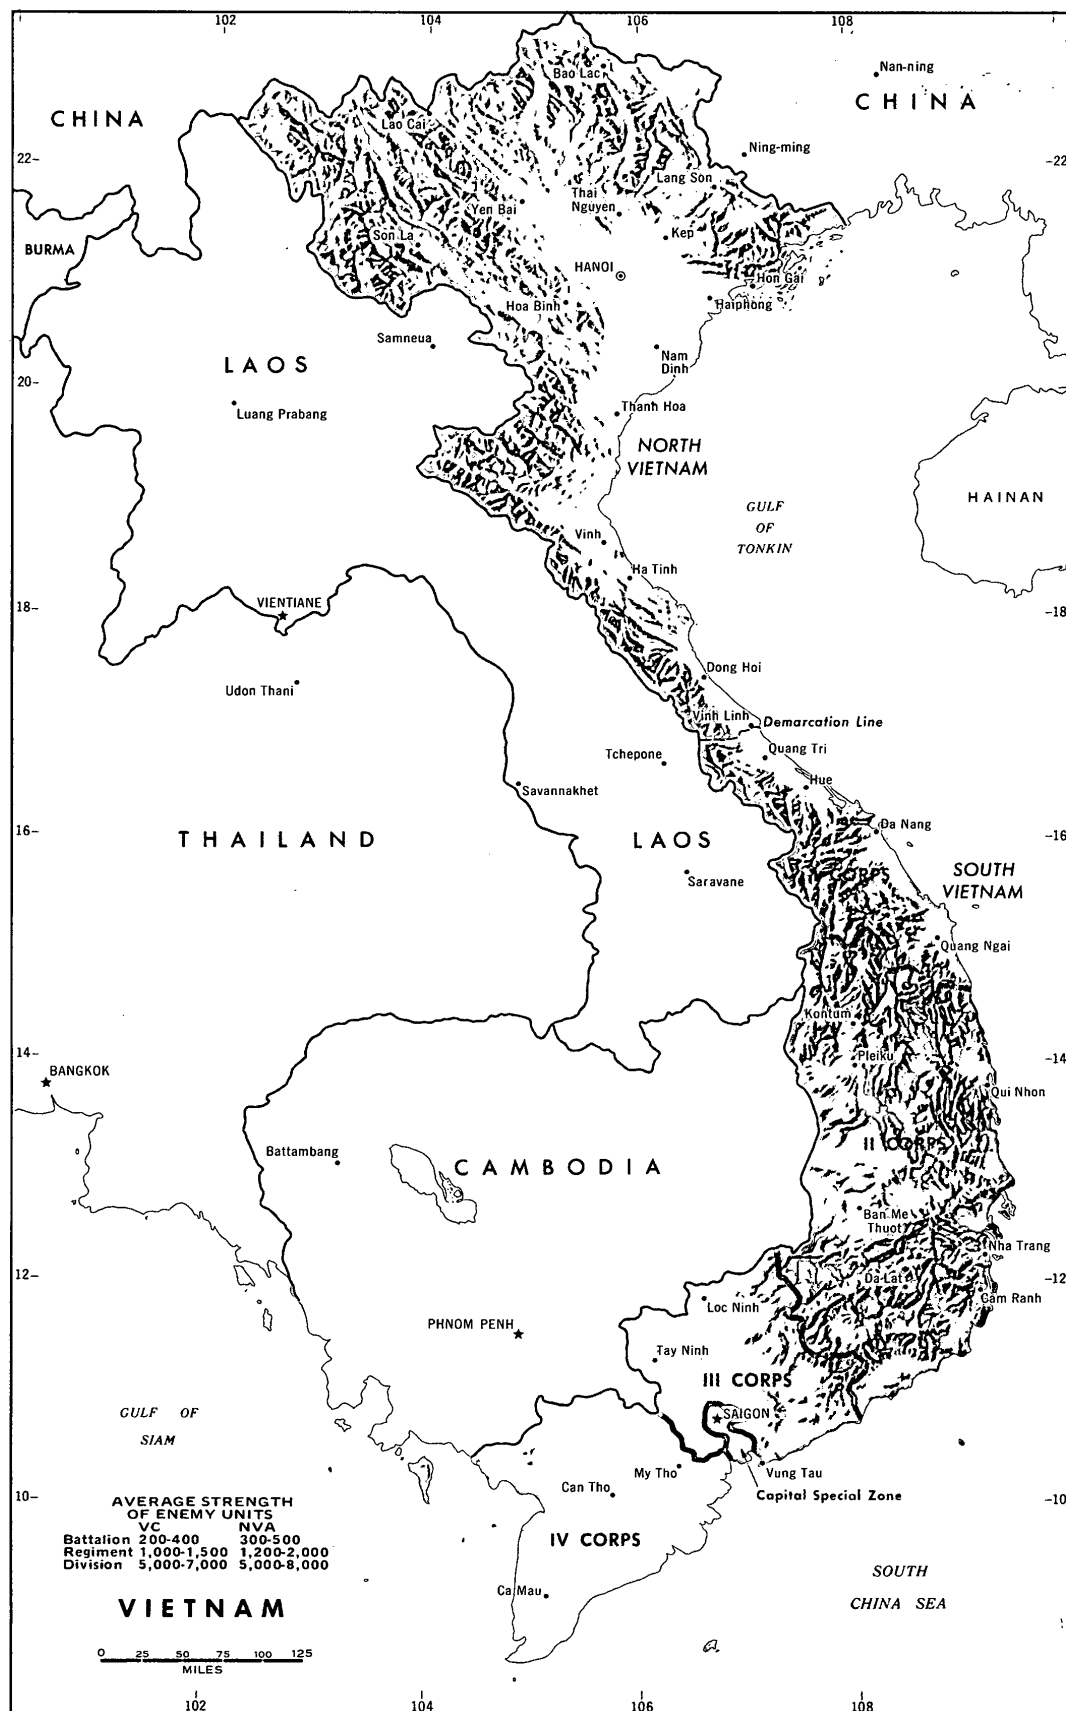 102 104 106 108
Nan-ning
Bao Lac
CHINA
CHINA
Lao Cai
Ning-ming
22
-22
Lang Son
Thai
Nguyen
Yen Bai
Kep
Son La
BURMA
HANOI
Hon Gai
Hoa Binh
Haiphong
Samneua
Nam
Dinh
LAOS
20-
Luang Prabang
Thanh Hoa
NORTH
VIETNAM
HAINAN
GULF
OF
TONKIN
Vinh
Ha Tinh
VIENTIANE
18-
-18
Dong Hoi
Udon Thani
Vinh Linh
Demarcation Line
Quang Tri
Tchepone
Hue
Savannakhet
Da Nang
16-
-16
THAILAND
LAOS
SOUTH
VIETNAM
I CORPS
Saravane
Quang Ngai
Kontum
14-
-14
Pleiku
BANGKOK
Qui Nhon
II CORPS
Battambang
CAMBODIA
Ban Me
Thuot
Nha Trang
12-
-12
Da Lat
Cam Ranh
Loc Ninh
PHNOM PENH
Tay Ninh
III CORPS
SAIGON
GULF OF
SIAM
My Tho
Vung Tau
Can Tho
Capital Special Zone
10-
-10
AVERAGE STRENGTH
OF ENEMY UNITS
VC NVA
Battalion 200-400 300-500
Regiment 1,000-1,500 1,200-2,000
Division 5,000-7,000 5,000-8,000
IV CORPS
SOUTH
CHINA SEA
Ca Mau
VIETNAM
0 25 50 75 100 125
MILES
102 104 106 108